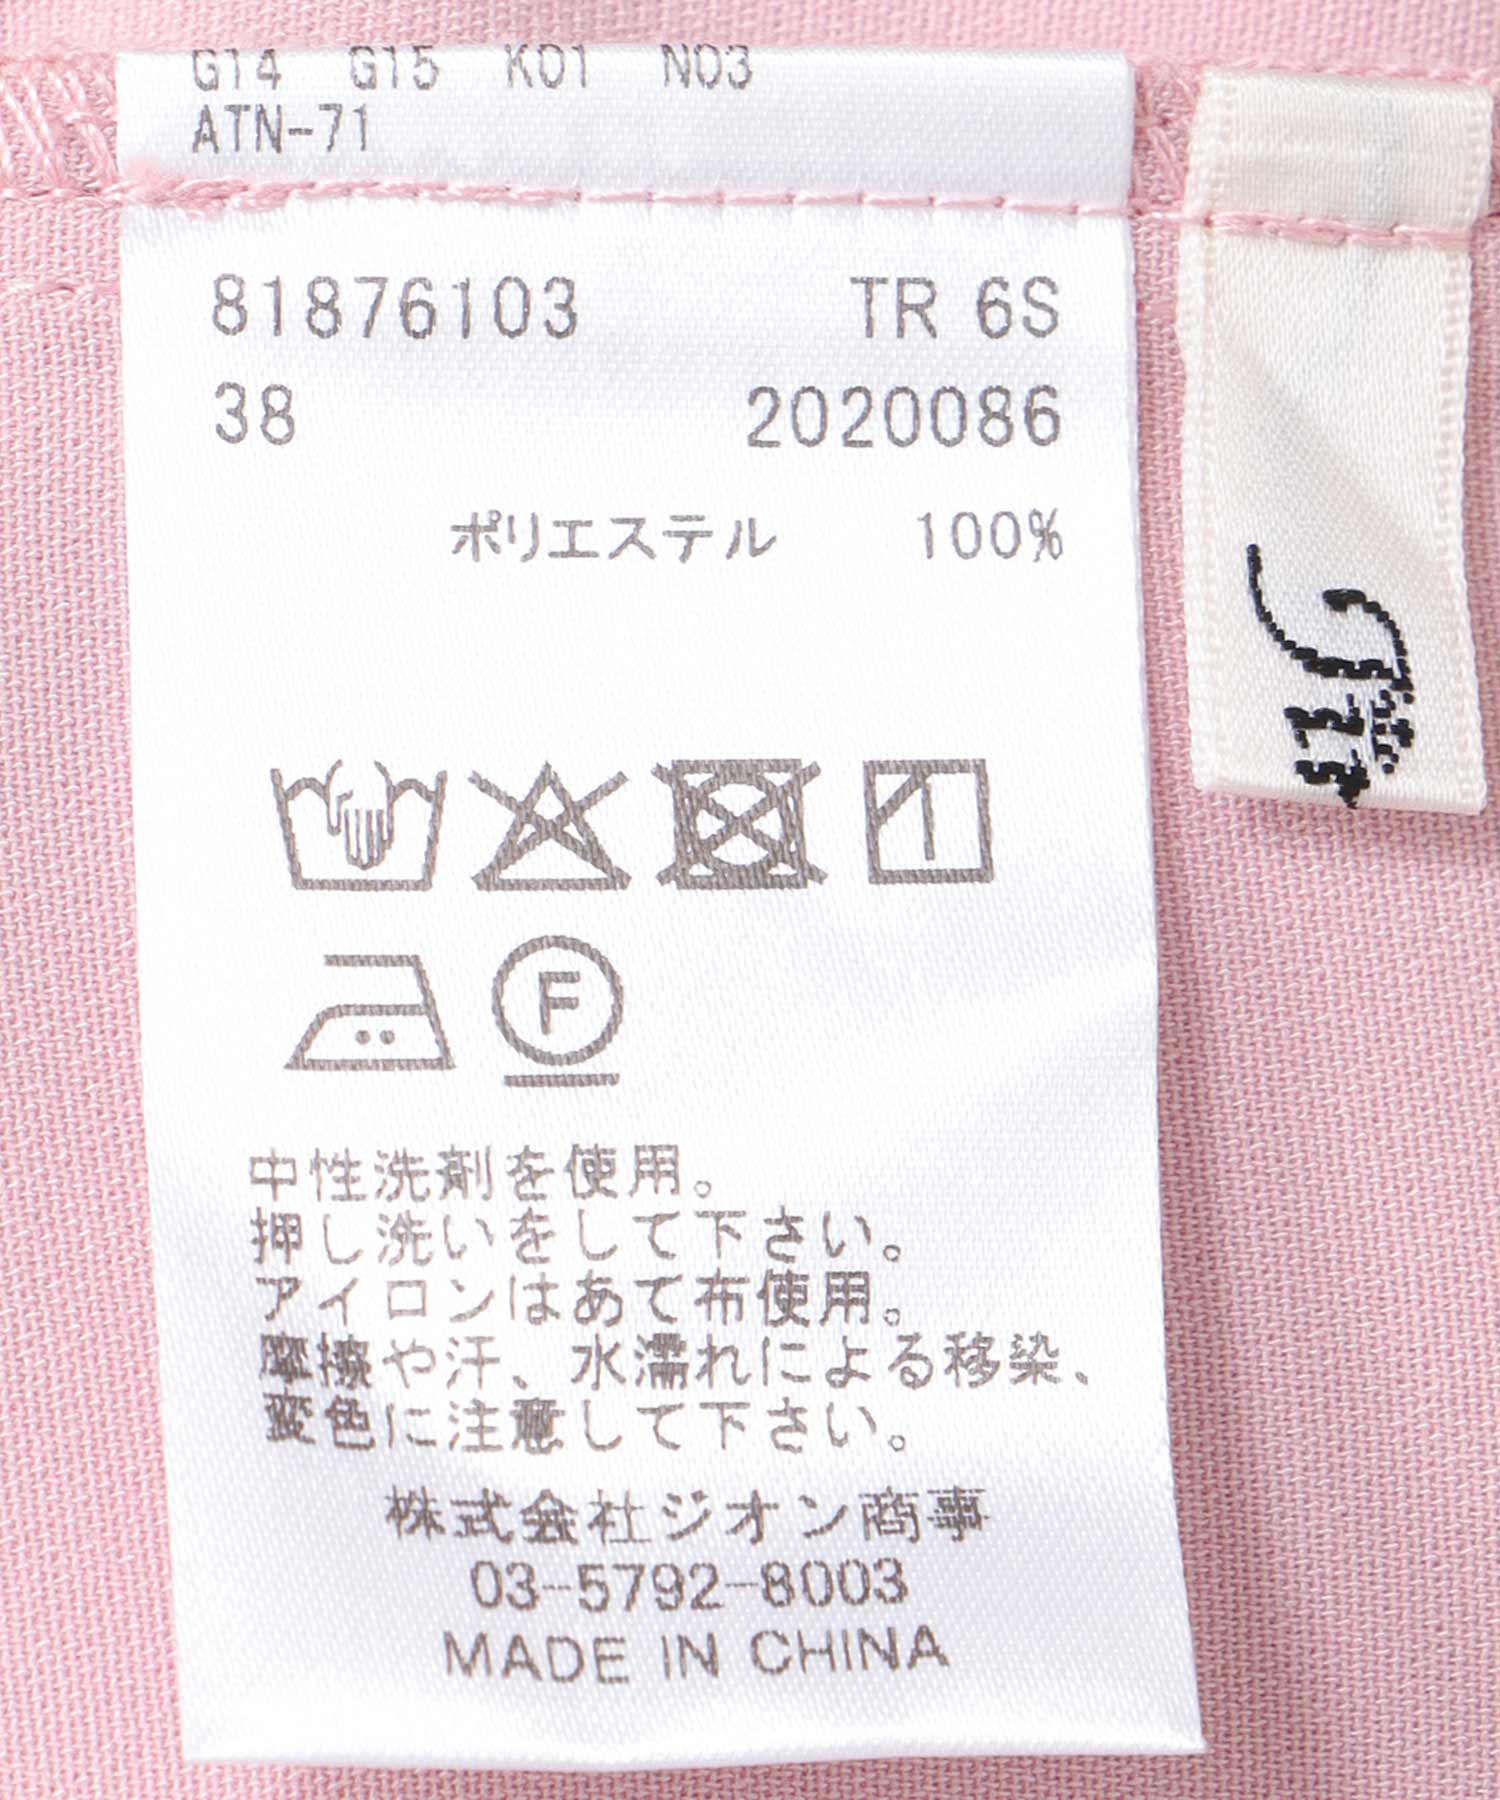 G14 G15 K01 N03
ATN-71
81876103 TR 6S
38 2020086
ポリエステル 100%
F
中性洗剤を使用。
押し洗いをして下さい。
アイロンはあて布使用。
摩擦や汗、水濡れによる移染、
変色に注意して下さい。
株式会社ジオン商事
03-5792-8003
MADE IN CHINA